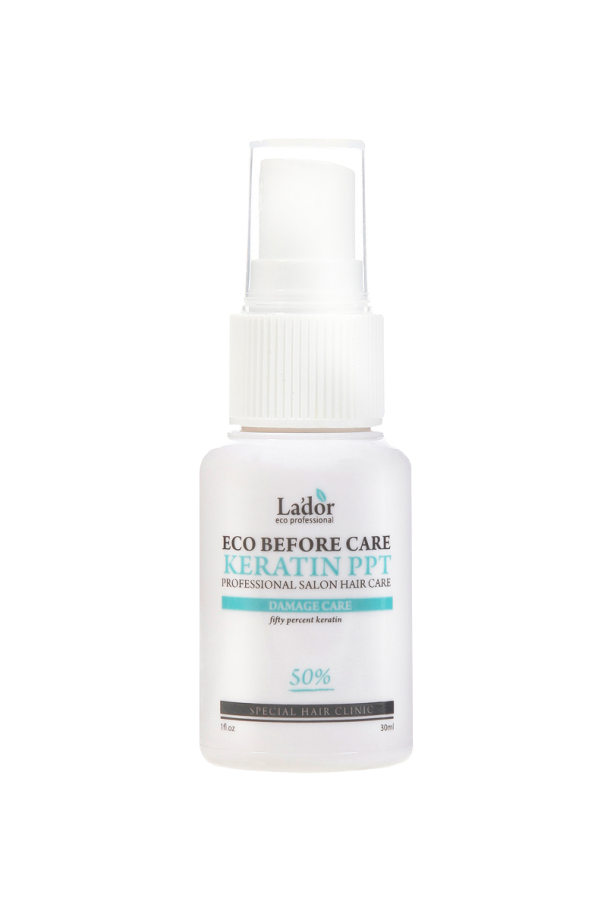 La'dor
eco professional
ECO BEFORE CARE
KERATIN PPT
PROFESSIONAL SALON HAIR CARE
DAMAGE CARE
fifty percent keratin
50%
SPECIAL HAIR CLINIC
1fl.oz 30ml